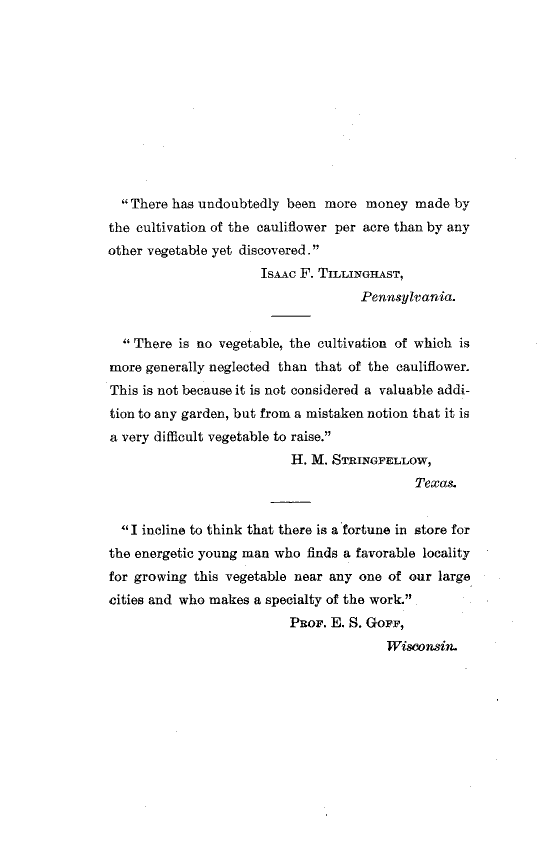 “There has undoubtedly been more money made by
the cultivation of the cauliflower per acre than by any
other vegetable yet discovered.”
Isaac F. Tillinghast,
Pennsylvania.
“There is no vegetable, the cultivation of which is
more generally neglected than that of the cauliflower.
This is not because it is not considered a valuable addi-
tion to any garden, but from a mistaken notion that it is
a very difficult vegetable to raise.”
H. M. Stringfellow,
Texas.
“I incline to think that there is a fortune in store for
the energetic young man who finds a favorable locality
for growing this vegetable near any one of our large
cities and who makes a specialty of the work.”
Prof. E. S. Goff,
Wisconsin.